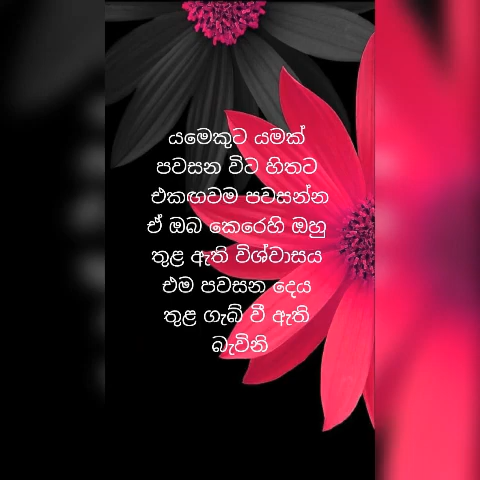 යමෙකුට යමක්
පවසන විට හිතට
එකඟවම පවසන්න
ඒ ඔබ කෙරෙහි ඔහු
තුළ ඇති විශ්වාසය
එම පවසන දෙය
තුළ ගැබ් වී ඇති
බැවිනි